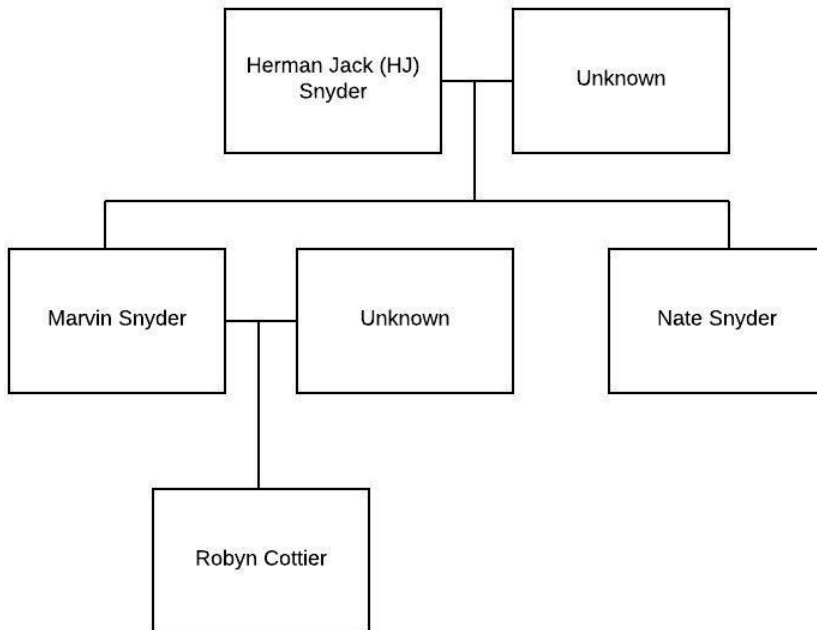 Herman Jack (HJ)
Snyder
Unknown
Marvin Snyder
Unknown
Nate Snyder
Robyn Cottier